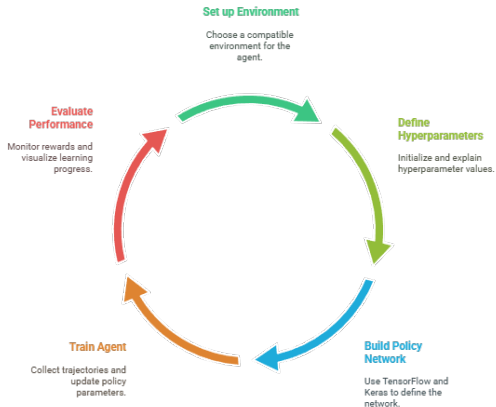 Set up Environment
Choose a compatible
environment for the
agent.
Define
Hyperparameters
Initialize and explain
hyperparameter values.
Build Policy
Network
Use TensorFlow and
Keras to define the
network.
Train Agent
Collect trajectories and
update policy
parameters.
Evaluate
Performance
Monitor rewards and
visualize learning
progress.